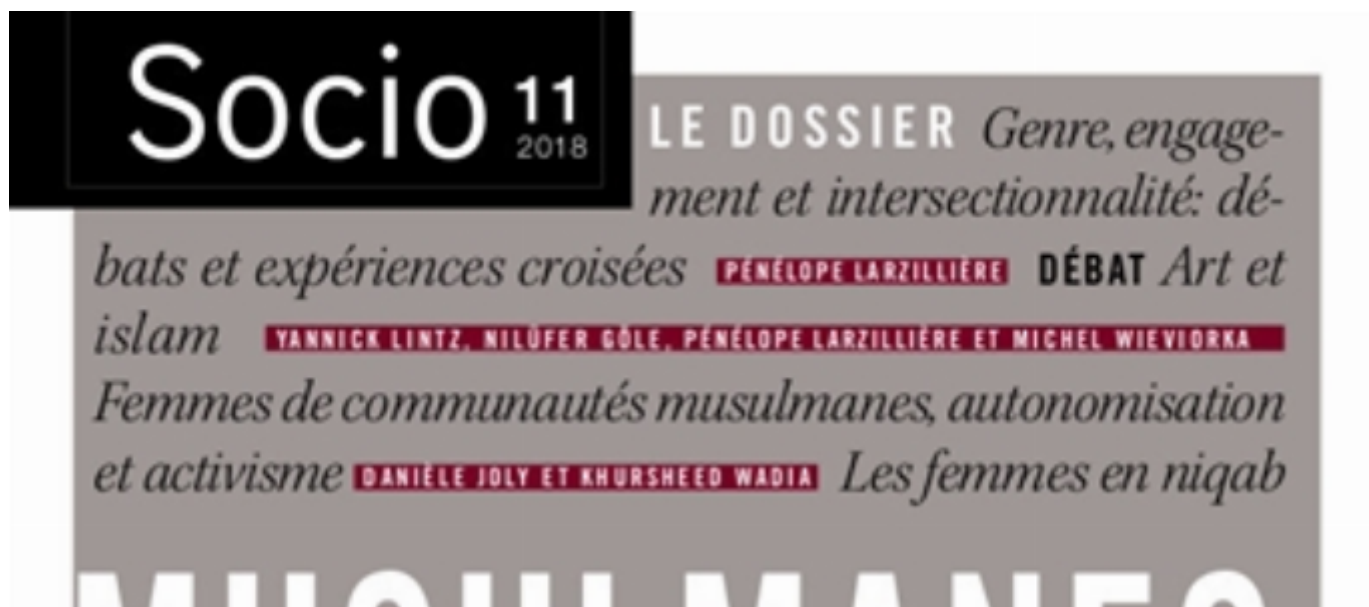 Socio 11
2018
LE DOSSIER Genre, engage-
ment et intersectionnalité: dé-
bats et expériences croisées PÉNÉLOPE LARZILLIÈRE DÉBAT Art et
islam YANNICK LINTZ, NILÜFER GÖLE, PÉNÉLOPE LARZILLIÈRE ET MICHEL WIEVIORKA
Femmes de communautés musulmanes, autonomisation
et activisme DANIÈLE JOLY ET KHURSHEED WADIA Les femmes en niqab
MUSULMANES